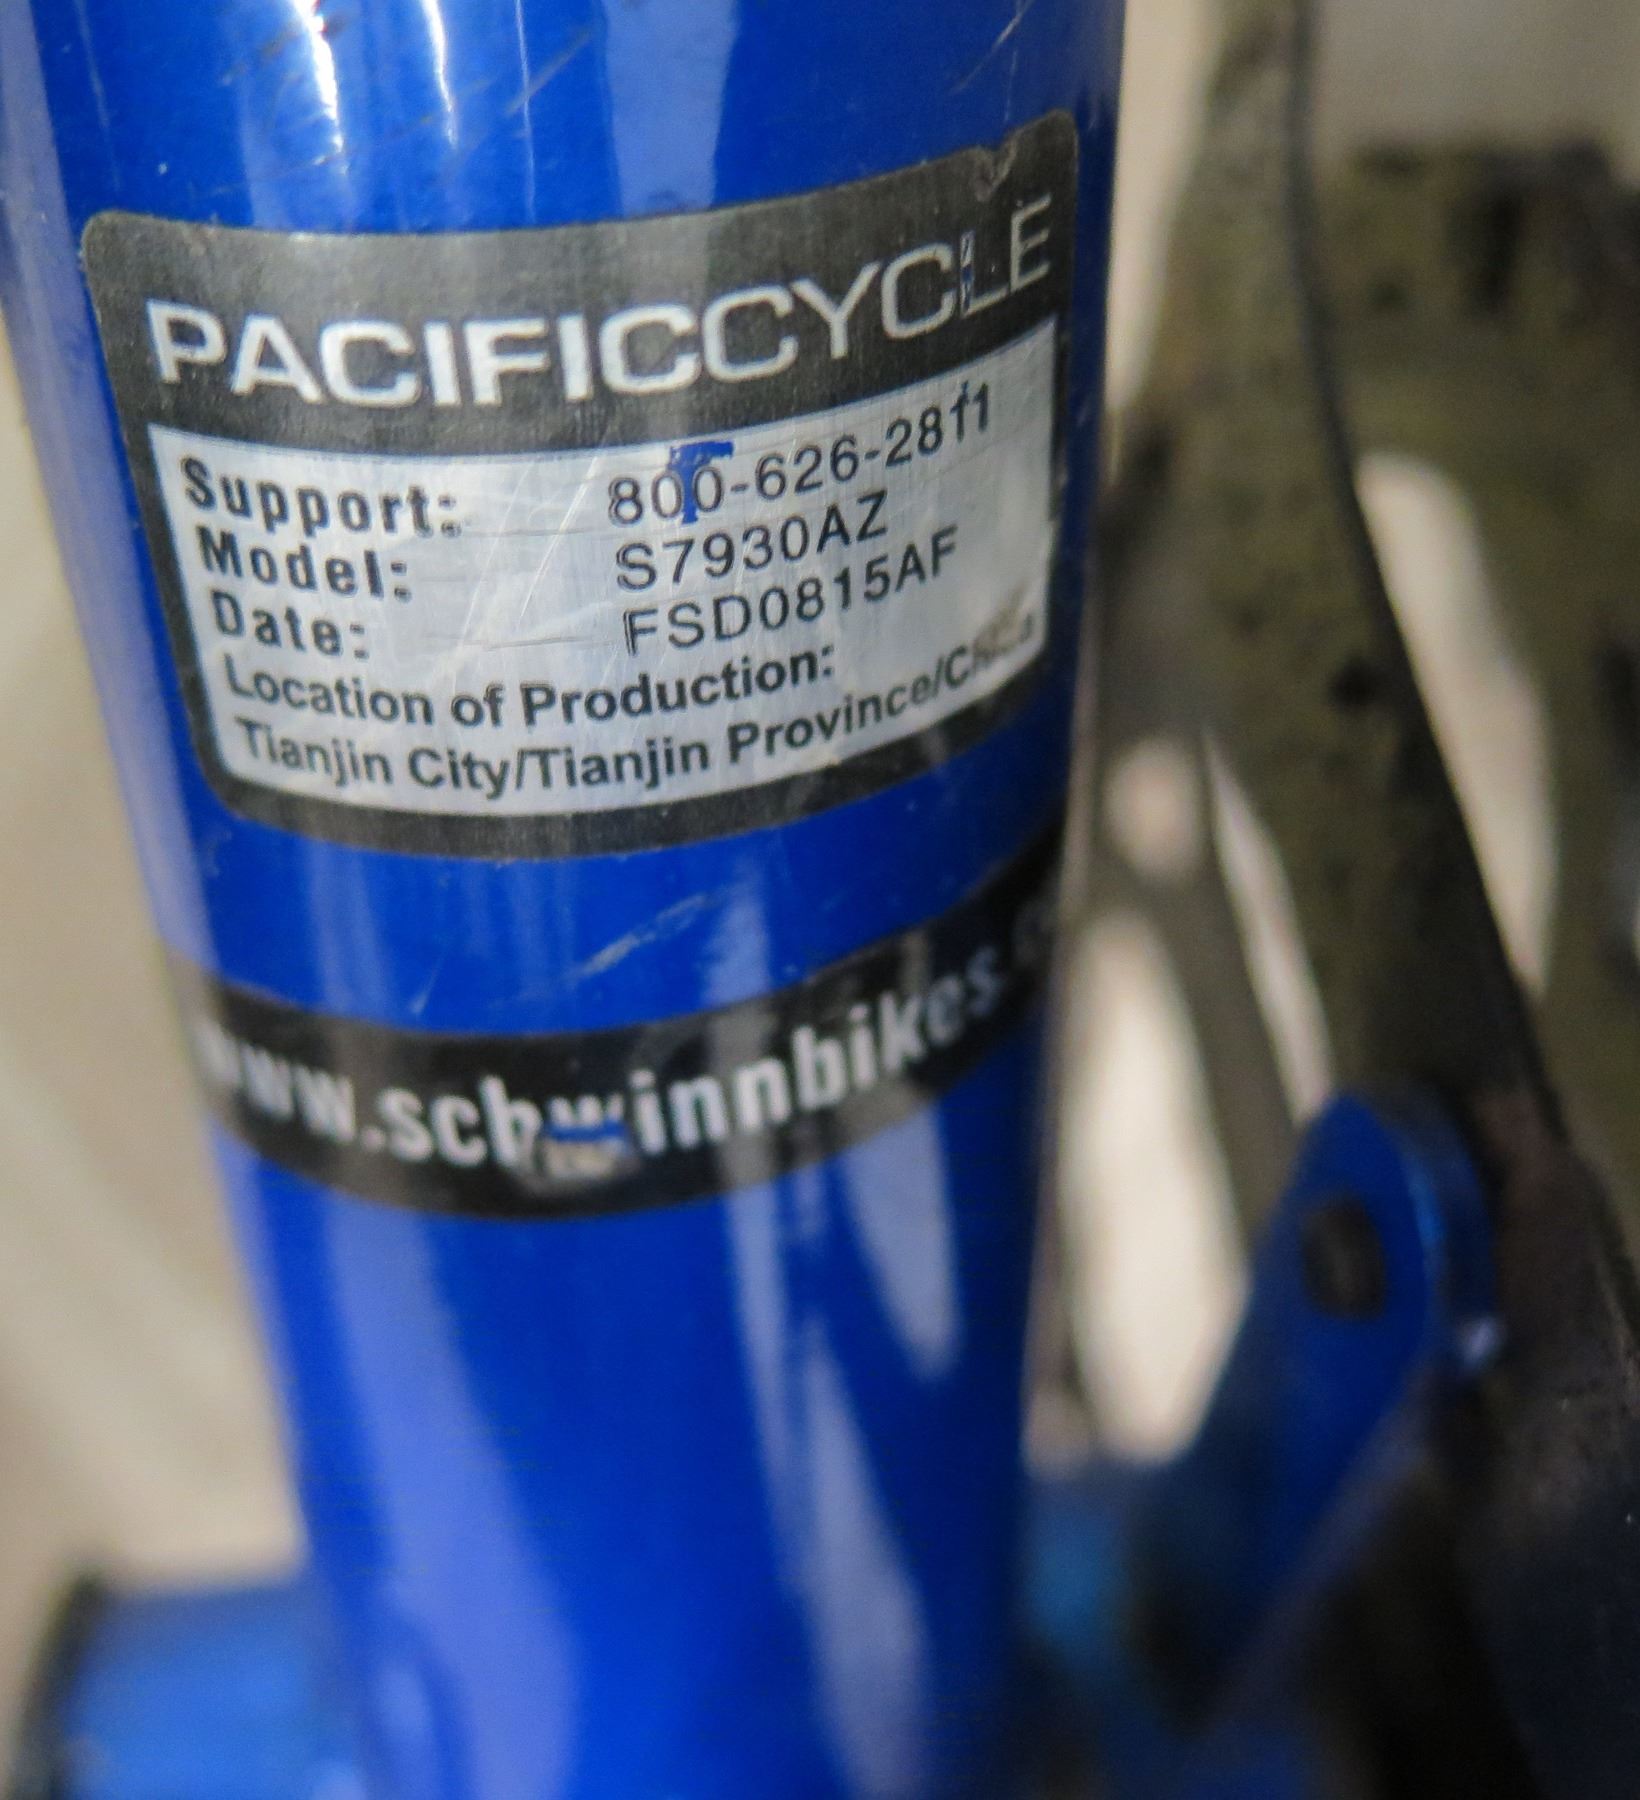 PACIFICCYCLE
Support: 800-626-2811
Model: S7930AZ
Date: FSD0815AF
Location of Production:
Tianjin City/Tianjin Province/China
www.schwinnbikes.c